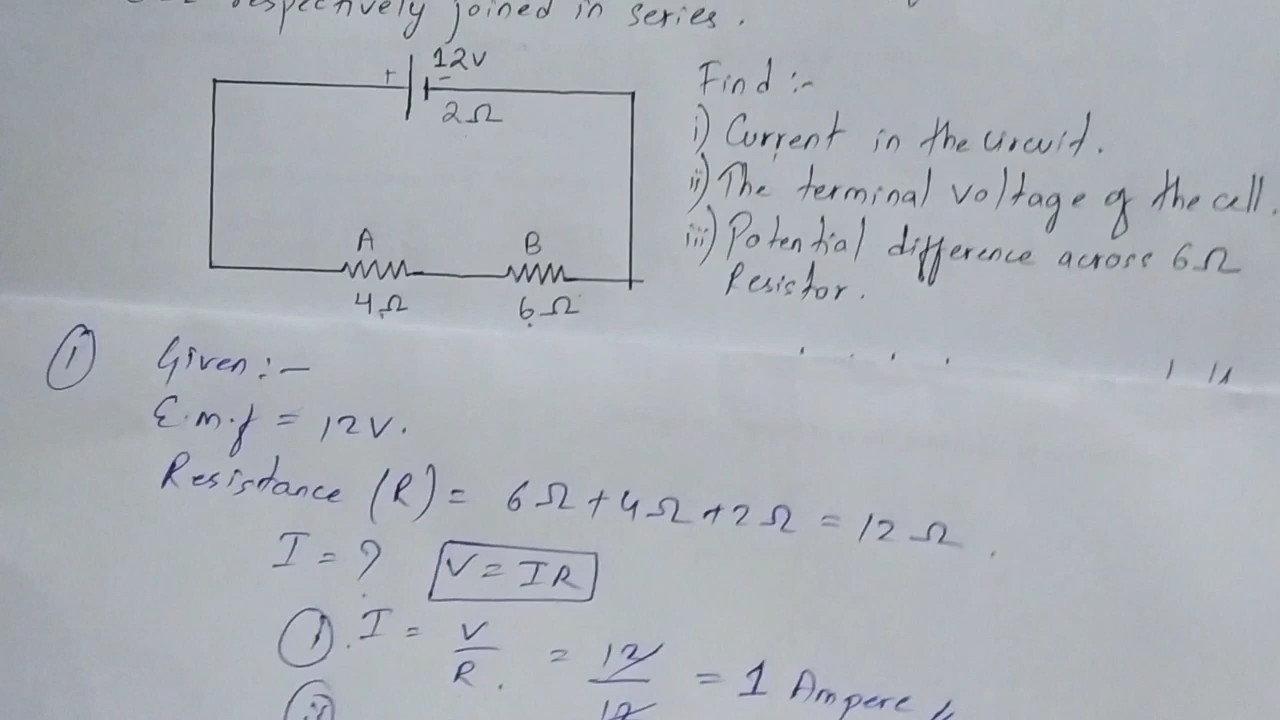 respectively joined in series.
+ 12V
-
2Ω
A B
4Ω 6Ω
Find :-
i) Current in the circuit.
ii) The terminal voltage of the cell.
iii) Potential difference across 6Ω
Resistor.
① Given :-
E.m.f = 12V.
Resistance (R) = 6Ω + 4Ω + 2Ω = 12Ω.
I = ? V = IR
①. I = V/R. = 12/12 = 1 Ampere